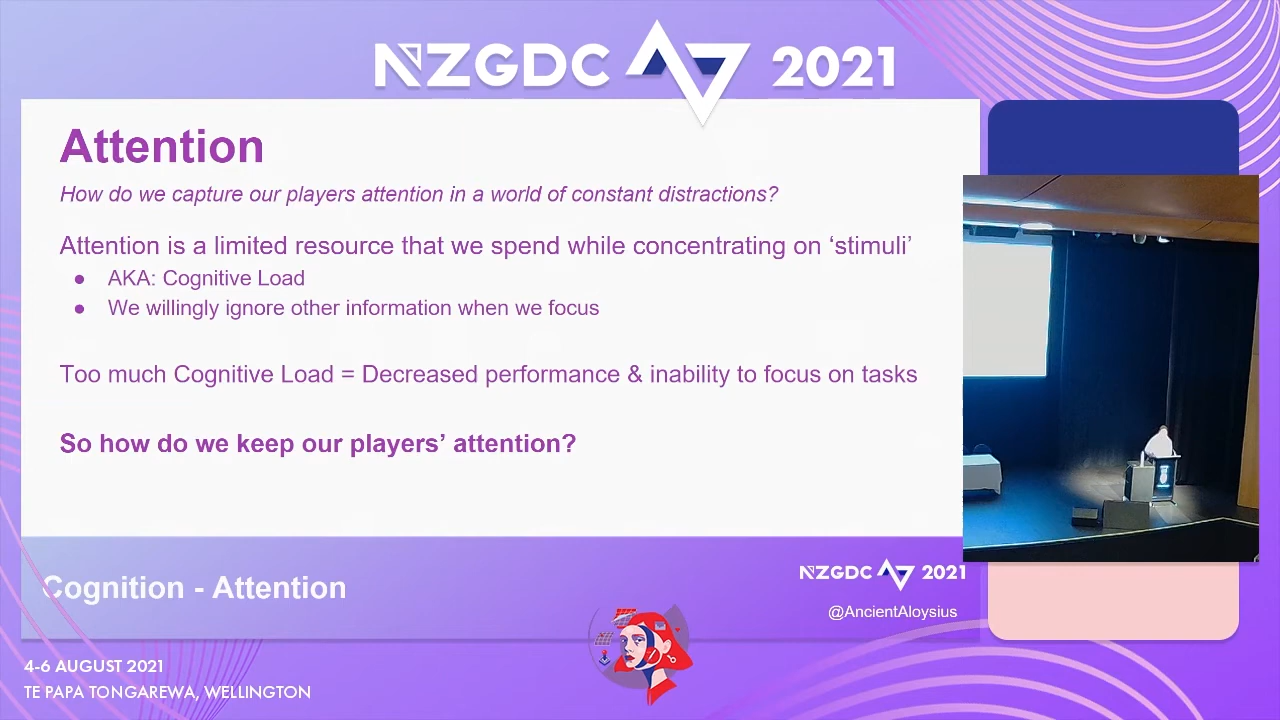 NZGDC 2021
Attention
How do we capture our players attention in a world of constant distractions?
Attention is a limited resource that we spend while concentrating on ‘stimuli’
● AKA: Cognitive Load
● We willingly ignore other information when we focus
Too much Cognitive Load = Decreased performance & inability to focus on tasks
So how do we keep our players’ attention?
Cognition - Attention
NZGDC 2021
@AncientAloysius
4-6 AUGUST 2021
TE PAPA TONGAREWA, WELLINGTON